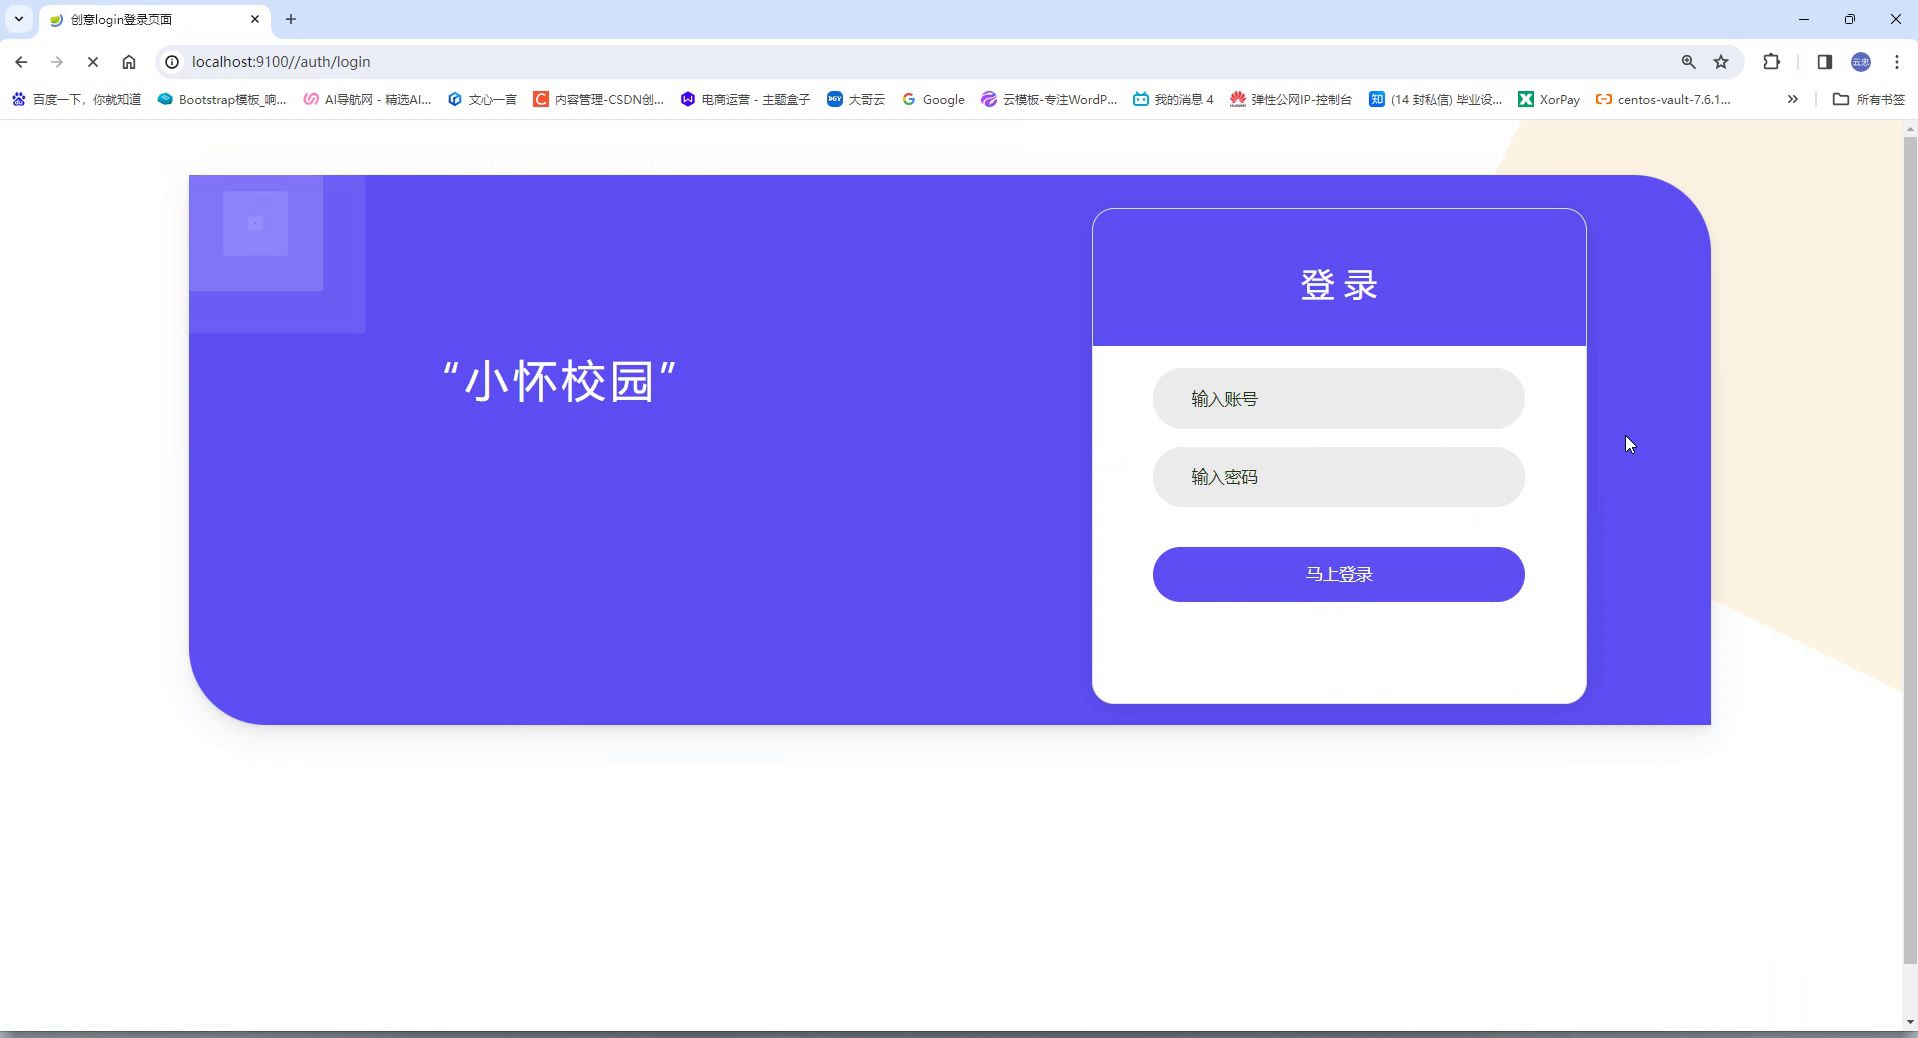 创意login登录页面
localhost:9100//auth/login
云忠
百度一下，你就知道 Bootstrap模板_响... AI导航网 - 精选AI... 文心一言 内容管理-CSDN创... 电商运营 - 主题盒子 大哥云 Google 云模板-专注WordP... 我的消息 4 弹性公网IP-控制台 (14 封私信) 毕业设... XorPay centos-vault-7.6.1... 所有书签
登录
“小怀校园”
输入账号
输入密码
马上登录